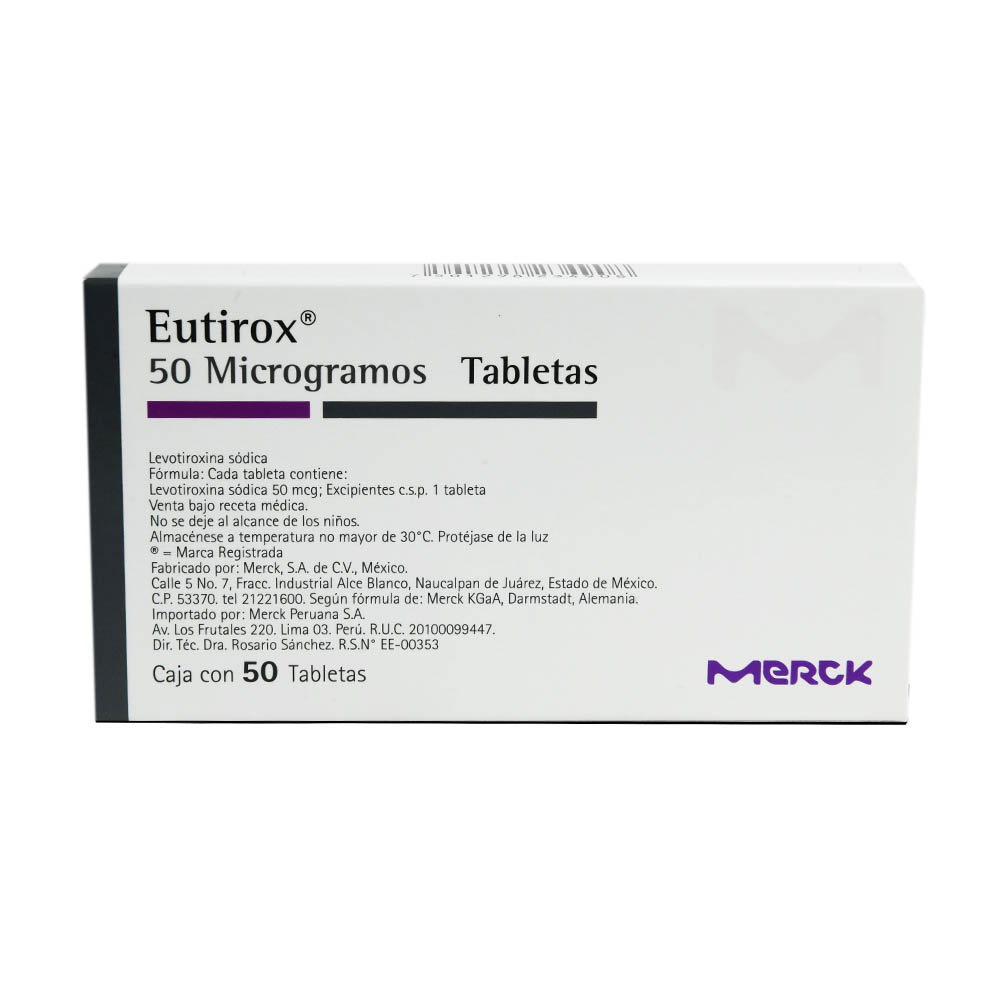 Eutirox®
50 Microgramos Tabletas
Levotiroxina sódica
Fórmula: Cada tableta contiene:
Levotiroxina sódica 50 mcg; Excipientes c.s.p. 1 tableta
Venta bajo receta médica.
No se deje al alcance de los niños.
Almacénese a temperatura no mayor de 30°C. Protéjase de la luz
® = Marca Registrada
Fabricado por: Merck, S.A. de C.V., México.
Calle 5 No. 7, Fracc. Industrial Alce Blanco, Naucalpan de Juárez, Estado de México.
C.P. 53370. tel 21221600. Según fórmula de: Merck KGaA, Darmstadt, Alemania.
Importado por: Merck Peruana S.A.
Av. Los Frutales 220. Lima 03. Perú. R.U.C. 20100099447.
Dir. Téc. Dra. Rosario Sánchez. R.S.N° EE-00353
Caja con 50 Tabletas
MERCK